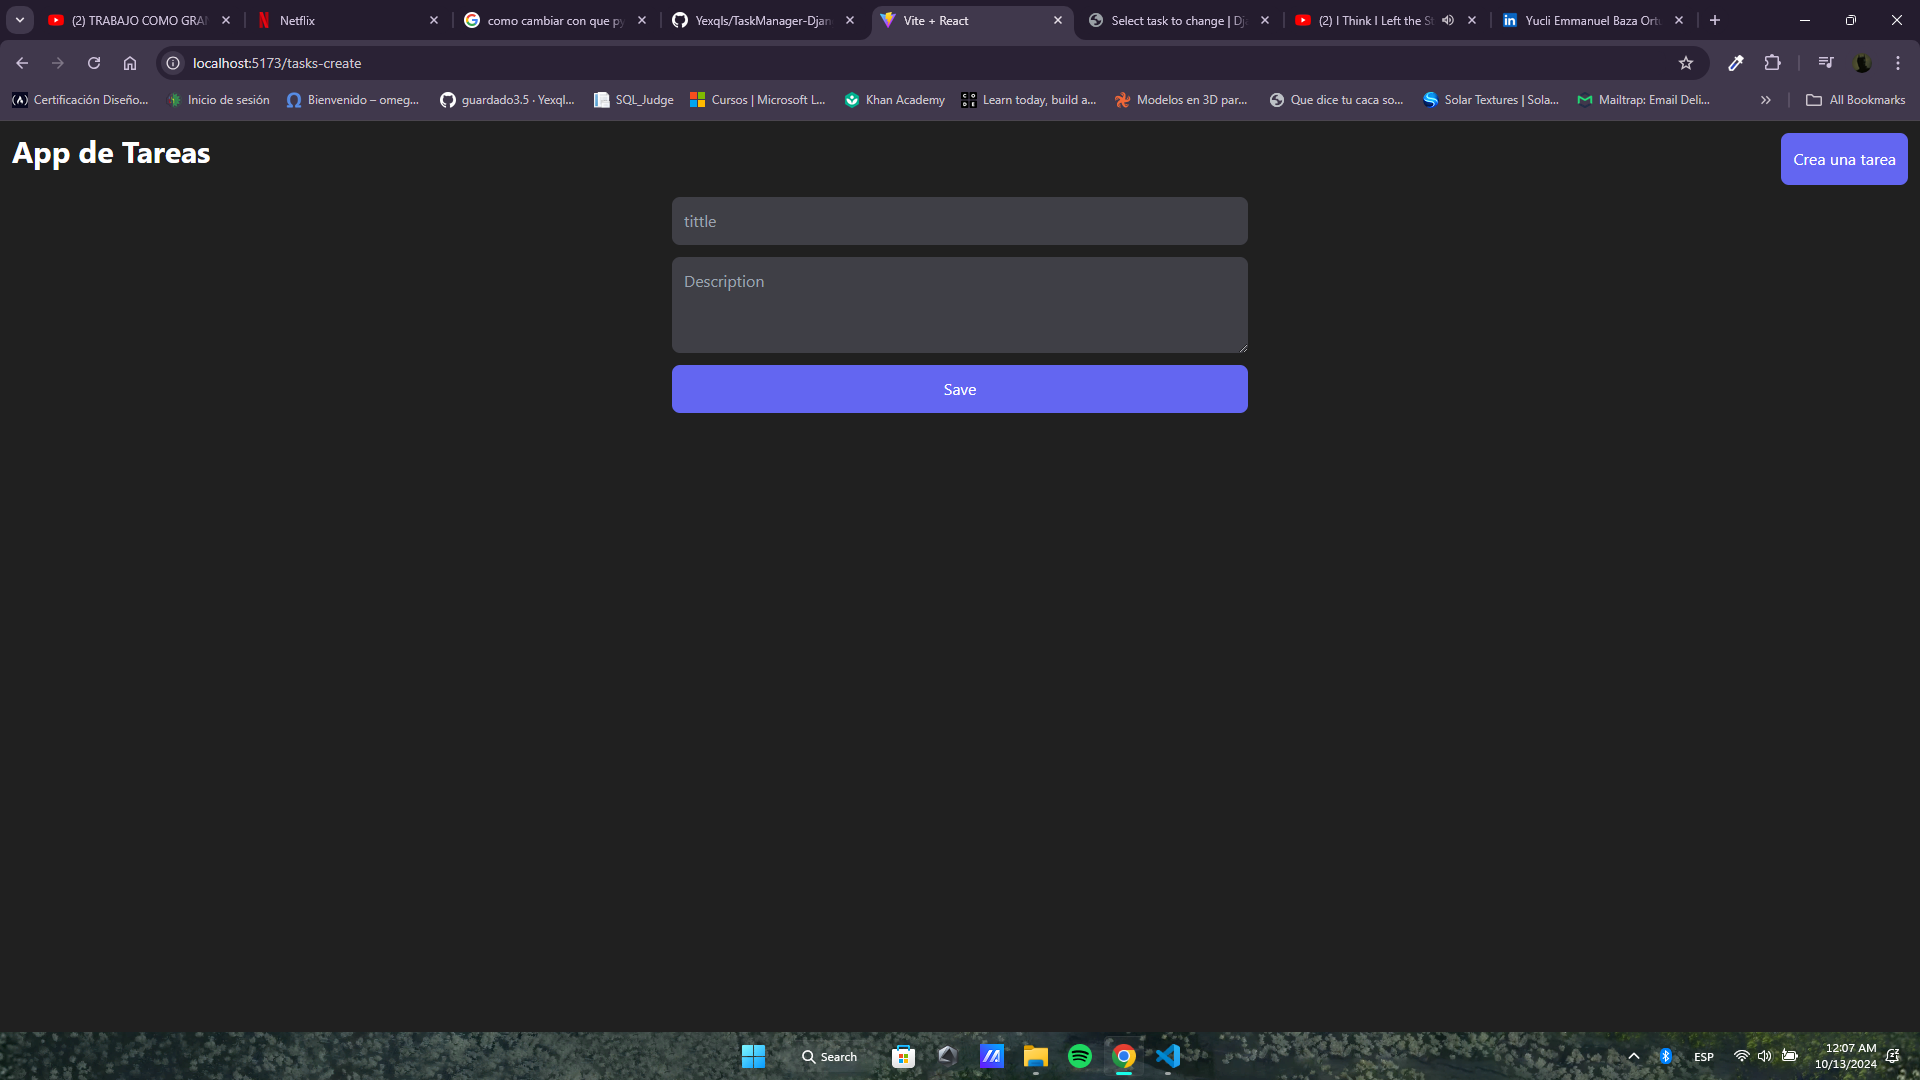 (2) TRABAJO COMO GRA
Netflix
como cambiar con que py
Yexqls/TaskManager-Djan
Vite + React
Select task to change | Dj
(2) I Think I Left the S
in Yucli Emmanuel Baza Ort
localhost:5173/tasks-create
Certificación Diseño...
Inicio de sesión
Bienvenido – omeg...
guardado3.5 · Yexql...
SQL_Judge
Cursos | Microsoft L...
Khan Academy
Learn today, build a...
Modelos en 3D par...
Que dice tu caca so...
Solar Textures | Sola...
Mailtrap: Email Deli...
All Bookmarks
App de Tareas
Crea una tarea
tittle
Description
Save
Search
ESP
12:07 AM
10/13/2024